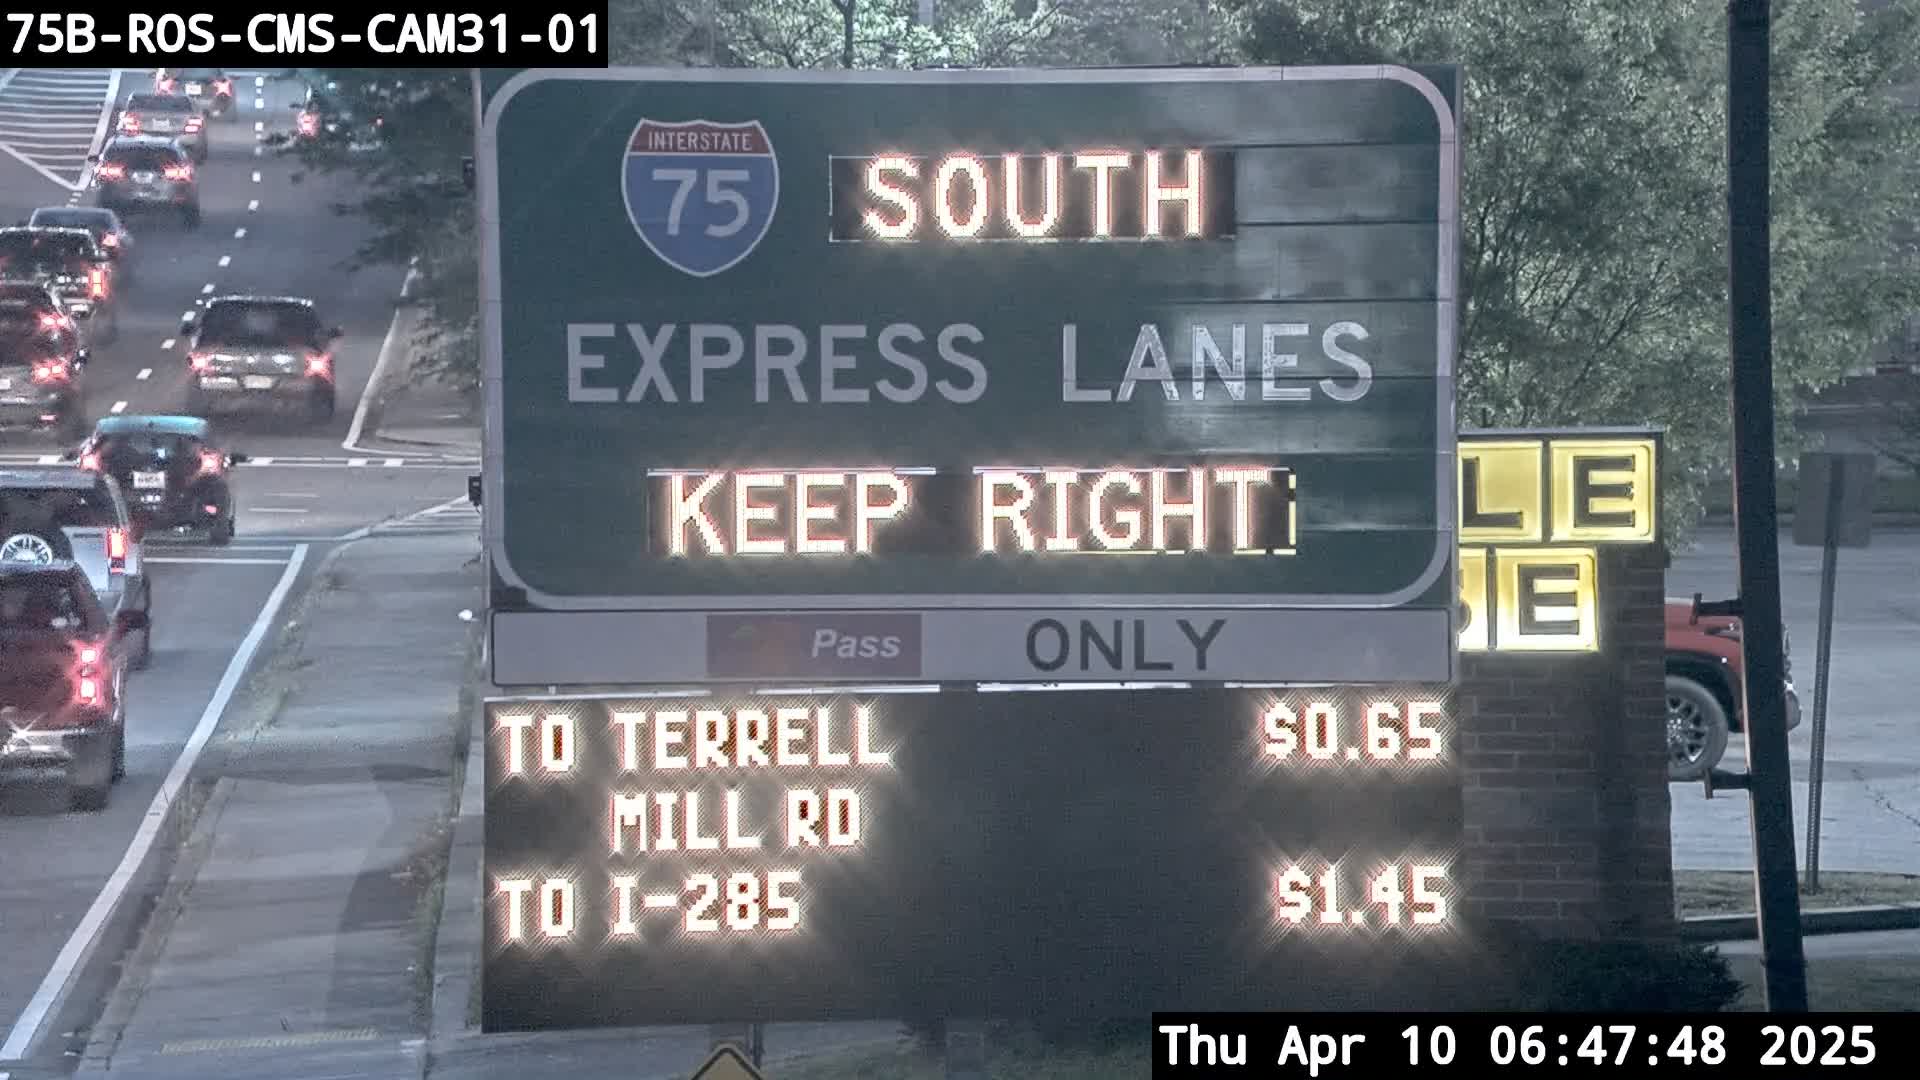 75B-ROS-CMS-CAM31-01
INTERSTATE
75
SOUTH
EXPRESS LANES
KEEP RIGHT
Pass ONLY
TO TERRELL $0.65
MILL RD
TO I-285 $1.45
LE
E
Thu Apr 10 06:47:48 2025